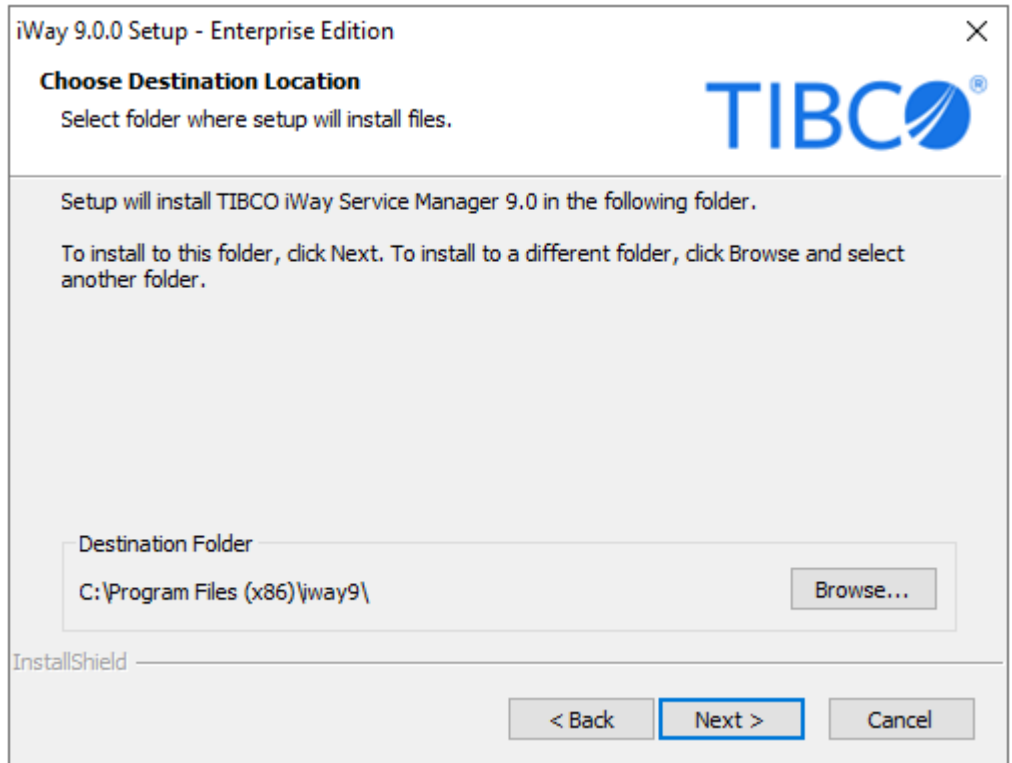 iWay 9.0.0 Setup - Enterprise Edition
Choose Destination Location
Select folder where setup will install files.
TIBCO®
Setup will install TIBCO iWay Service Manager 9.0 in the following folder.
To install to this folder, click Next. To install to a different folder, click Browse and select
another folder.
Destination Folder
C:\Program Files (x86)\iway9\
Browse...
InstallShield
< Back Next > Cancel